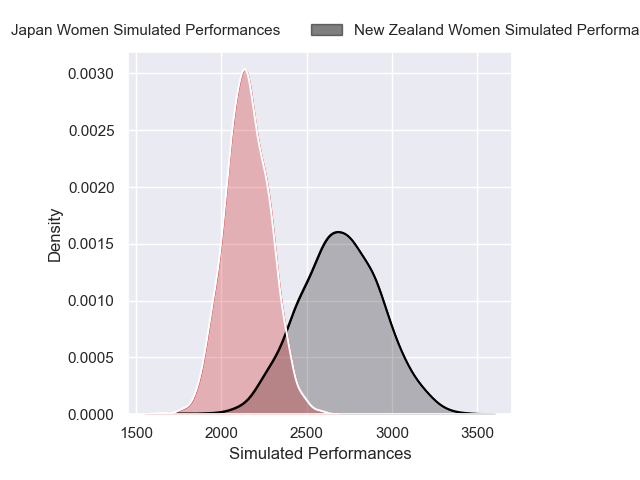 Japan Women Simulated Performances
New Zealand Women Simulated Performa
0.0030
0.0025
0.0020
0.0015
0.0010
0.0005
0.0000
Density
1500 2000 2500 3000 3500
Simulated Performances